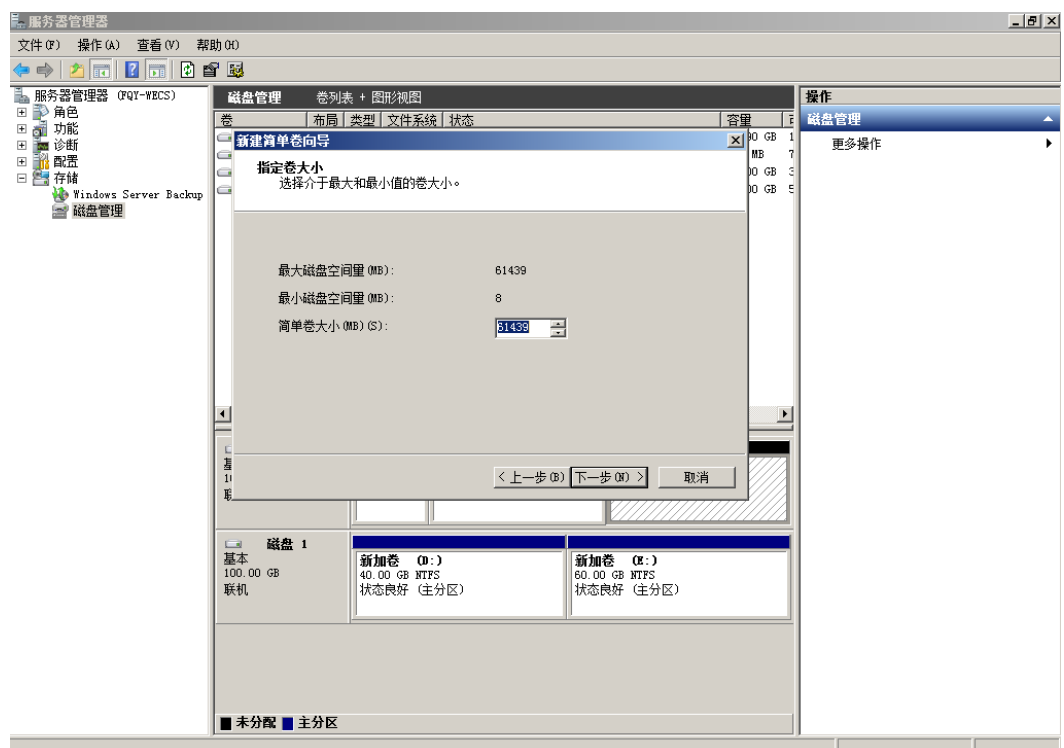 服务器管理器
文件(F) 操作(A) 查看(V) 帮助(H)
服务器管理器 (FQY-WECS)
角色
功能
诊断
配置
存储
Windows Server Backup
磁盘管理
磁盘管理 卷列表 + 图形视图
卷 布局 类型 文件系统 状态 容量
新建简单卷向导
指定卷大小
选择介于最大和最小值的卷大小。
最大磁盘空间量(MB): 61439
最小磁盘空间量(MB): 8
简单卷大小(MB)(S): 61439
< 上一步(B) 下一步(N) > 取消
GB 1
MB 7
GB 3
GB 5
磁盘 1
基本
100.00 GB
联机
新加卷 (D:)
40.00 GB NTFS
状态良好 (主分区)
新加卷 (E:)
60.00 GB NTFS
状态良好 (主分区)
未分配 主分区
操作
磁盘管理
更多操作